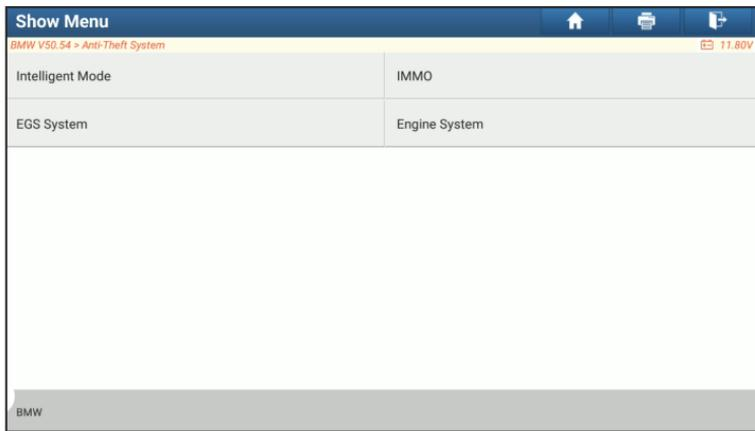 Show Menu
BMW V50.54 > Anti-Theft System 11.80V
Intelligent Mode IMMO
EGS System Engine System
BMW